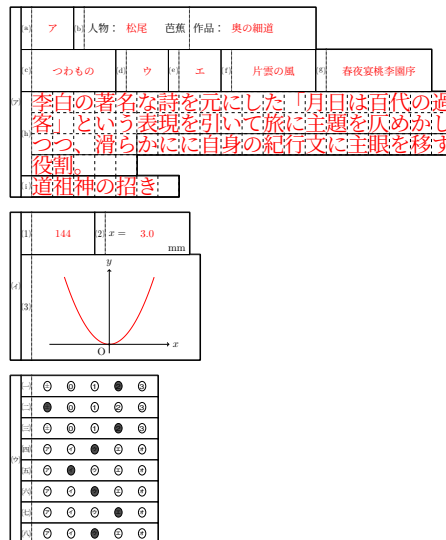 (a) ア (b) 人物： 松尾 芭蕉 作品： 奥の細道
(c) つわもの (d) ウ (e) エ (f) 片雲の風 (g) 春夜宴桃李園序
(ア)
(h) 李白の著名な詩を元にした「月日は百代の過
客」という表現を引いて旅に主題を仄めかし
つつ、滑らかにに自身の紀行文に主眼を移す
役割。
(i) 道祖神の招き
(1) 144 (2) x = 3.0 mm
(イ)
(3) y
x
O
(一) ⊖ 0 1 2 3
(二) 0 1 2 3
(三) ⊖ 0 1 3
(四) ア イ エ オ
(ウ)
(五) ア ウ エ オ
(六) ア イ エ オ
(七) ア イ ウ オ
(八) ア イ エ オ